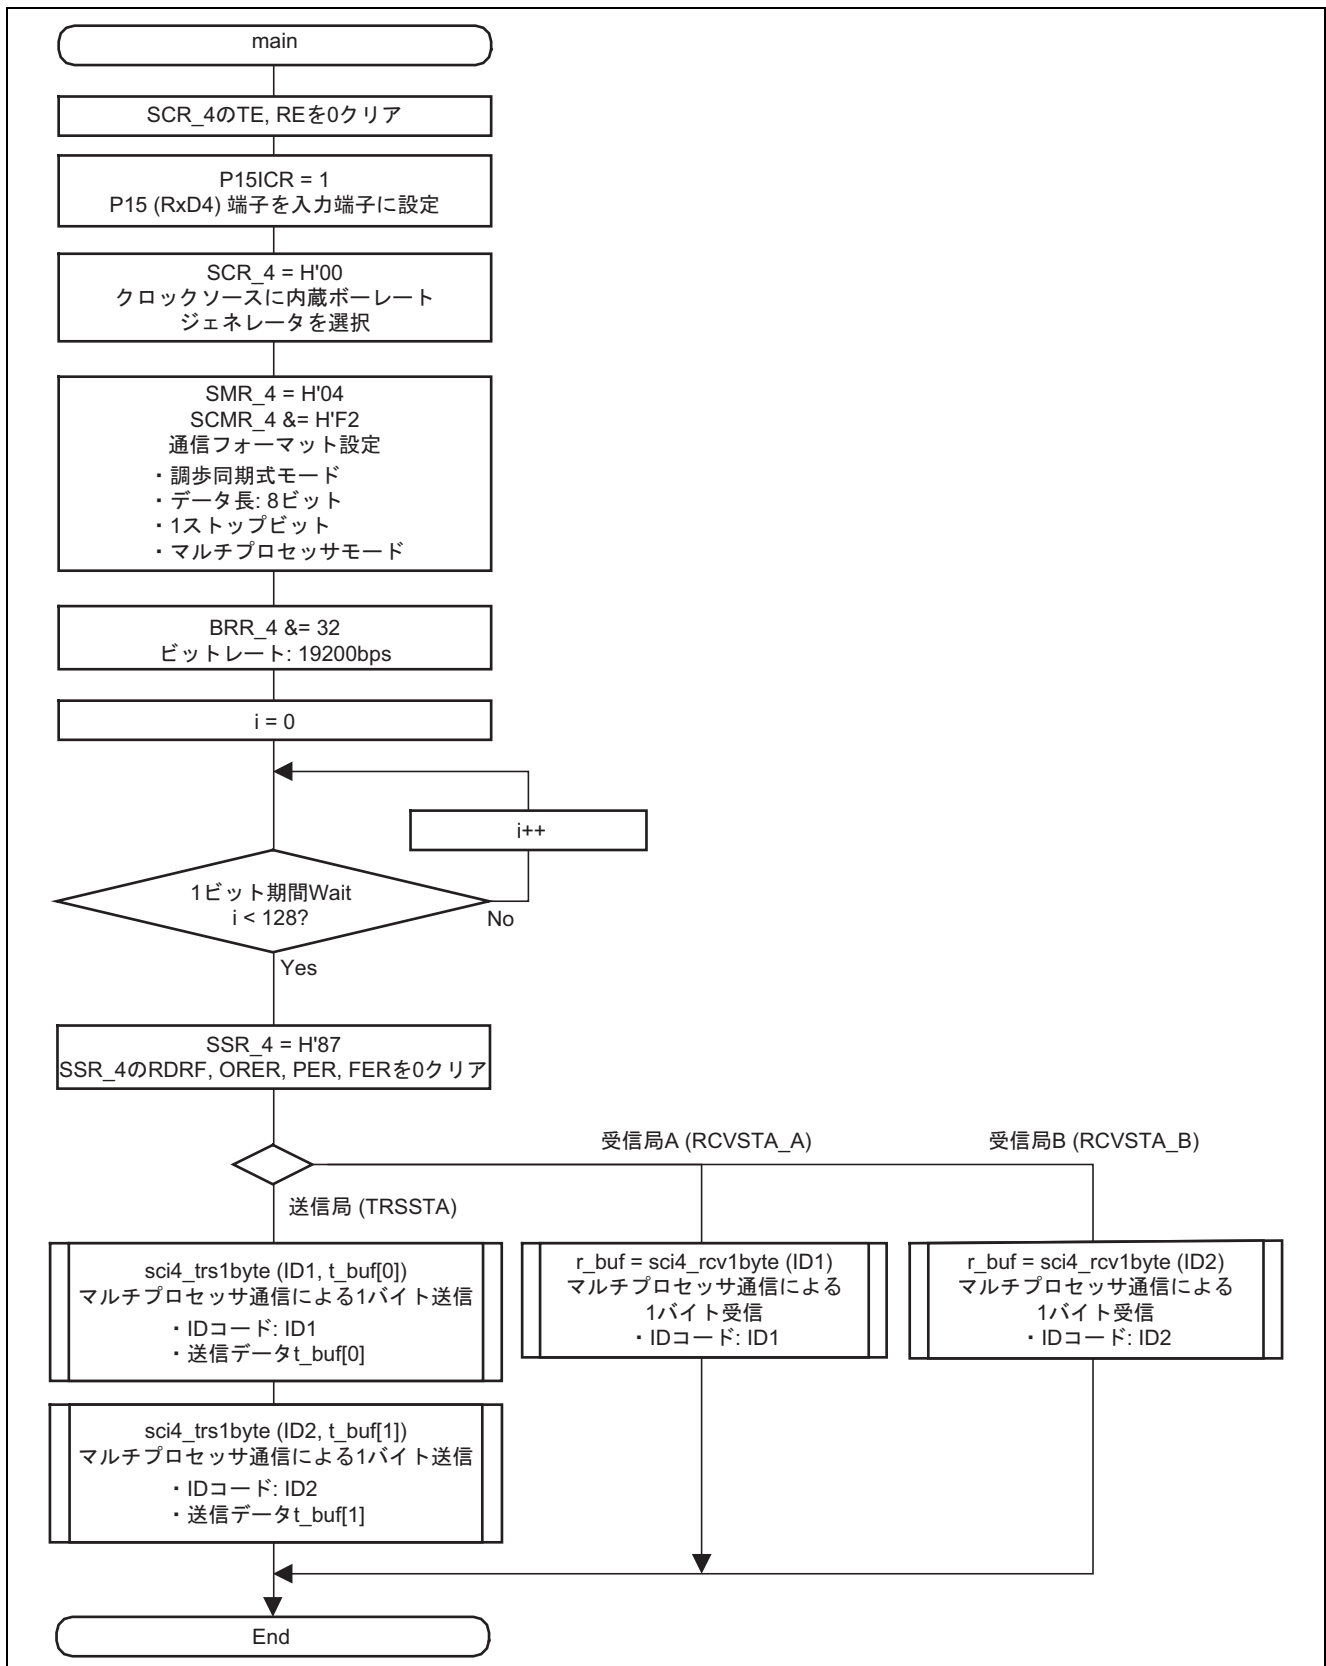 main
SCR_4のTE, REを0クリア
P15ICR = 1
P15 (RxD4) 端子を入力端子に設定
SCR_4 = H'00
クロックソースに内蔵ボーレート
ジェネレータを選択
SMR_4 = H'04
SCMR_4 &= H'F2
通信フォーマット設定
・調歩同期式モード
・データ長: 8ビット
・1ストップビット
・マルチプロセッサモード
BRR_4 &= 32
ビットレート: 19200bps
i = 0
i++
1ビット期間Wait
i < 128?
No
Yes
SSR_4 = H'87
SSR_4のRDRF, ORER, PER, FERを0クリア
受信局A (RCVSTA_A)
受信局B (RCVSTA_B)
送信局 (TRSSTA)
sci4_trs1byte (ID1, t_buf[0])
マルチプロセッサ通信による1バイト送信
・IDコード: ID1
・送信データt_buf[0]
r_buf = sci4_rcv1byte (ID1)
マルチプロセッサ通信による
1バイト受信
・IDコード: ID1
r_buf = sci4_rcv1byte (ID2)
マルチプロセッサ通信による
1バイト受信
・IDコード: ID2
sci4_trs1byte (ID2, t_buf[1])
マルチプロセッサ通信による1バイト送信
・IDコード: ID2
・送信データt_buf[1]
End